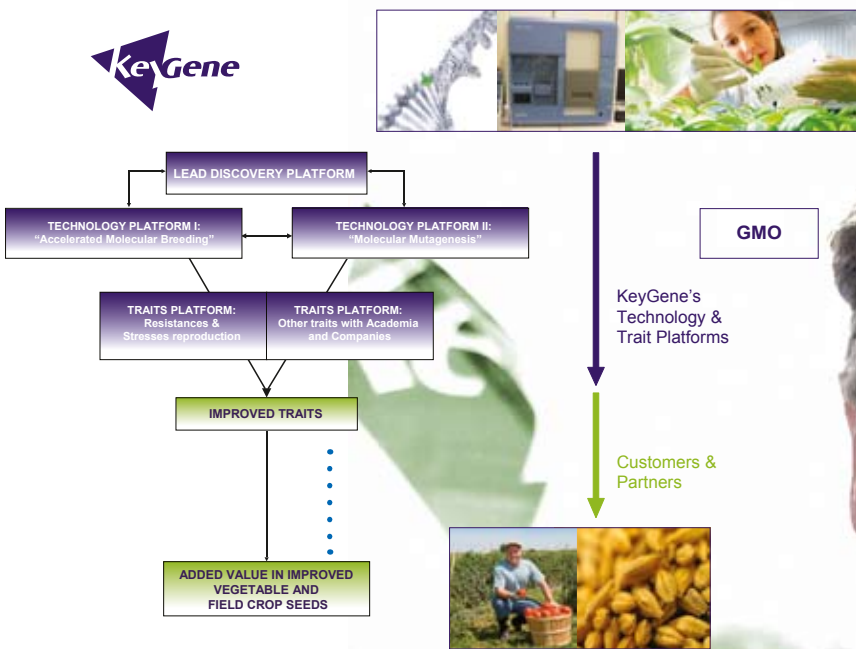 KeyGene
LEAD DISCOVERY PLATFORM
TECHNOLOGY PLATFORM I:
“Accelerated Molecular Breeding”
TECHNOLOGY PLATFORM II:
“Molecular Mutagenesis”
GMO
TRAITS PLATFORM:
Resistances &
Stresses reproduction
TRAITS PLATFORM:
Other traits with Academia
and Companies
KeyGene’s
Technology &
Trait Platforms
IMPROVED TRAITS
Customers &
Partners
ADDED VALUE IN IMPROVED
VEGETABLE AND
FIELD CROP SEEDS